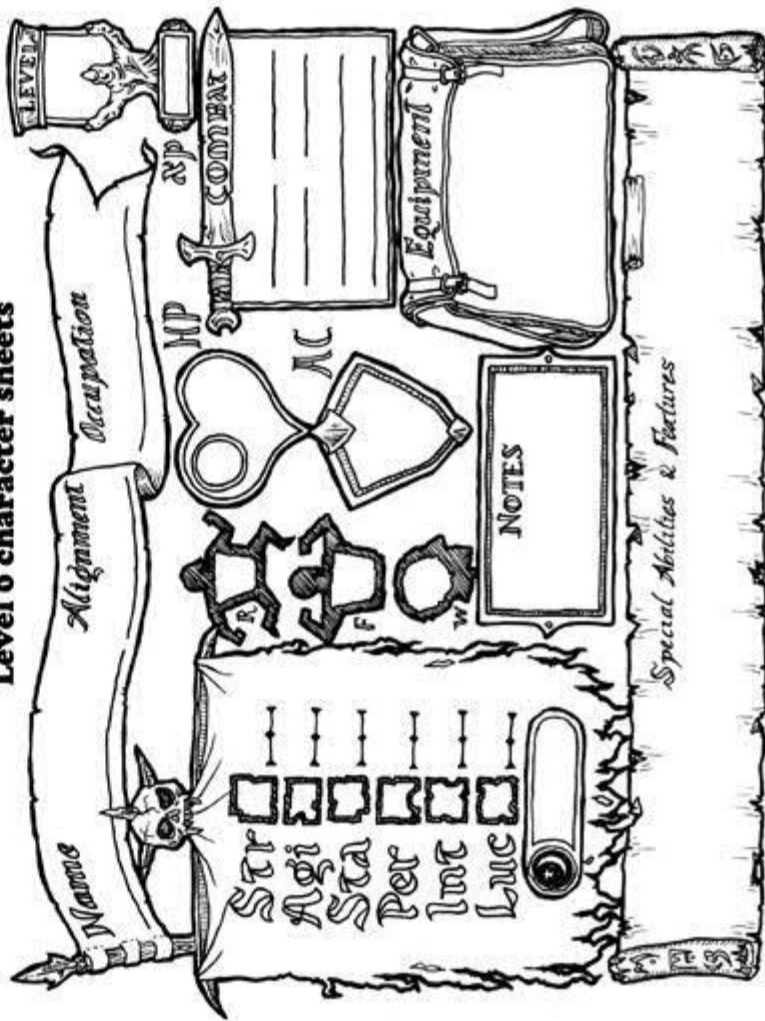 Level 0 character sheets
LEVEL
Name
Alignment
Occupation
XP
COMBAT
HP
AC
Str
Agi
Sta
Per
Int
Luc
R
F
W
Equipment
NOTES
Special Abilities & Features